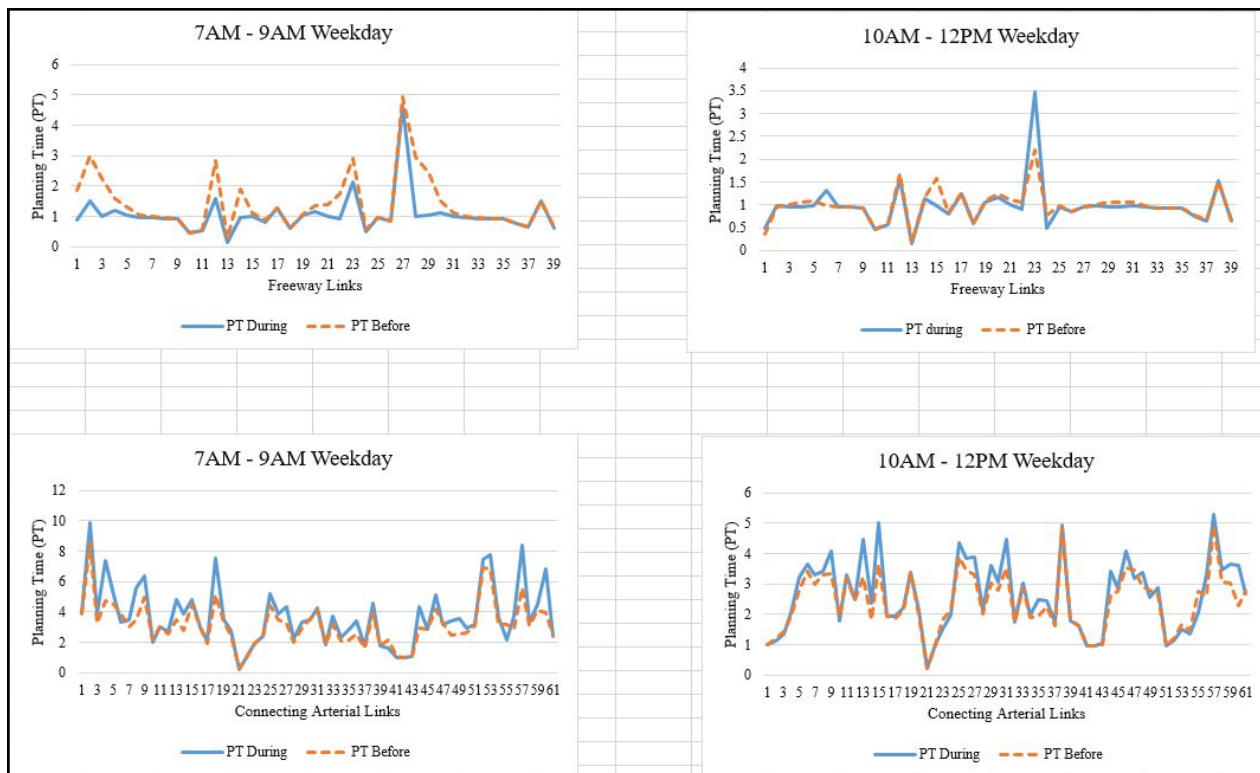 7AM - 9AM Weekday
Planning Time (PT)
6
5
4
3
2
1
0
1 3 5 7 9 11 13 15 17 19 21 23 25 27 29 31 33 35 37 39
Freeway Links
PT During PT Before
10AM - 12PM Weekday
Planning Time (PT)
4
3.5
3
2.5
2
1.5
1
0.5
0
1 3 5 7 9 11 13 15 17 19 21 23 25 27 29 31 33 35 37 39
Freeway Links
PT during PT Before
7AM - 9AM Weekday
Planning Time (PT)
12
10
8
6
4
2
0
1 3 5 7 9 11 13 15 17 19 21 23 25 27 29 31 33 35 37 39 41 43 45 47 49 51 53 55 57 59 61
Connecting Arterial Links
PT During PT Before
10AM - 12PM Weekday
Planning Time (PT)
6
5
4
3
2
1
0
1 3 5 7 9 11 13 15 17 19 21 23 25 27 29 31 33 35 37 39 41 43 45 47 49 51 53 55 57 59 61
Conecting Arterial Links
PT During PT Before